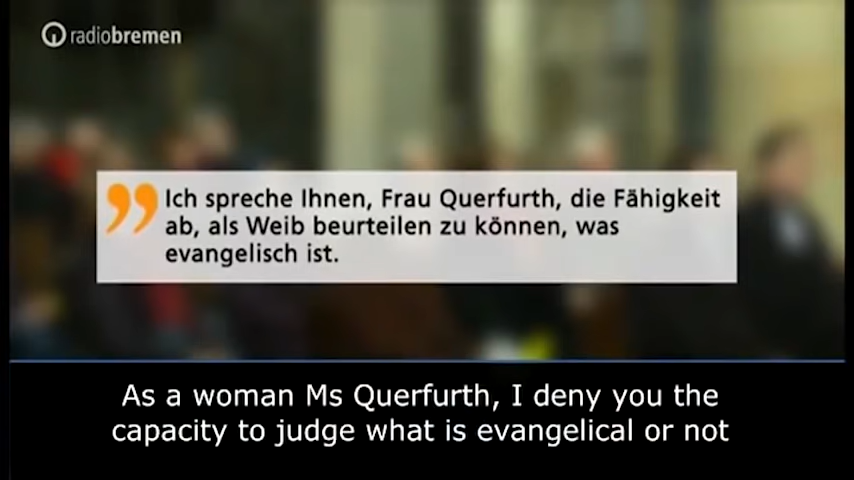 radiobremen
Ich spreche Ihnen, Frau Querfurth, die Fähigkeit
ab, als Weib beurteilen zu können, was
evangelisch ist.
As a woman Ms Querfurth, I deny you the
capacity to judge what is evangelical or not